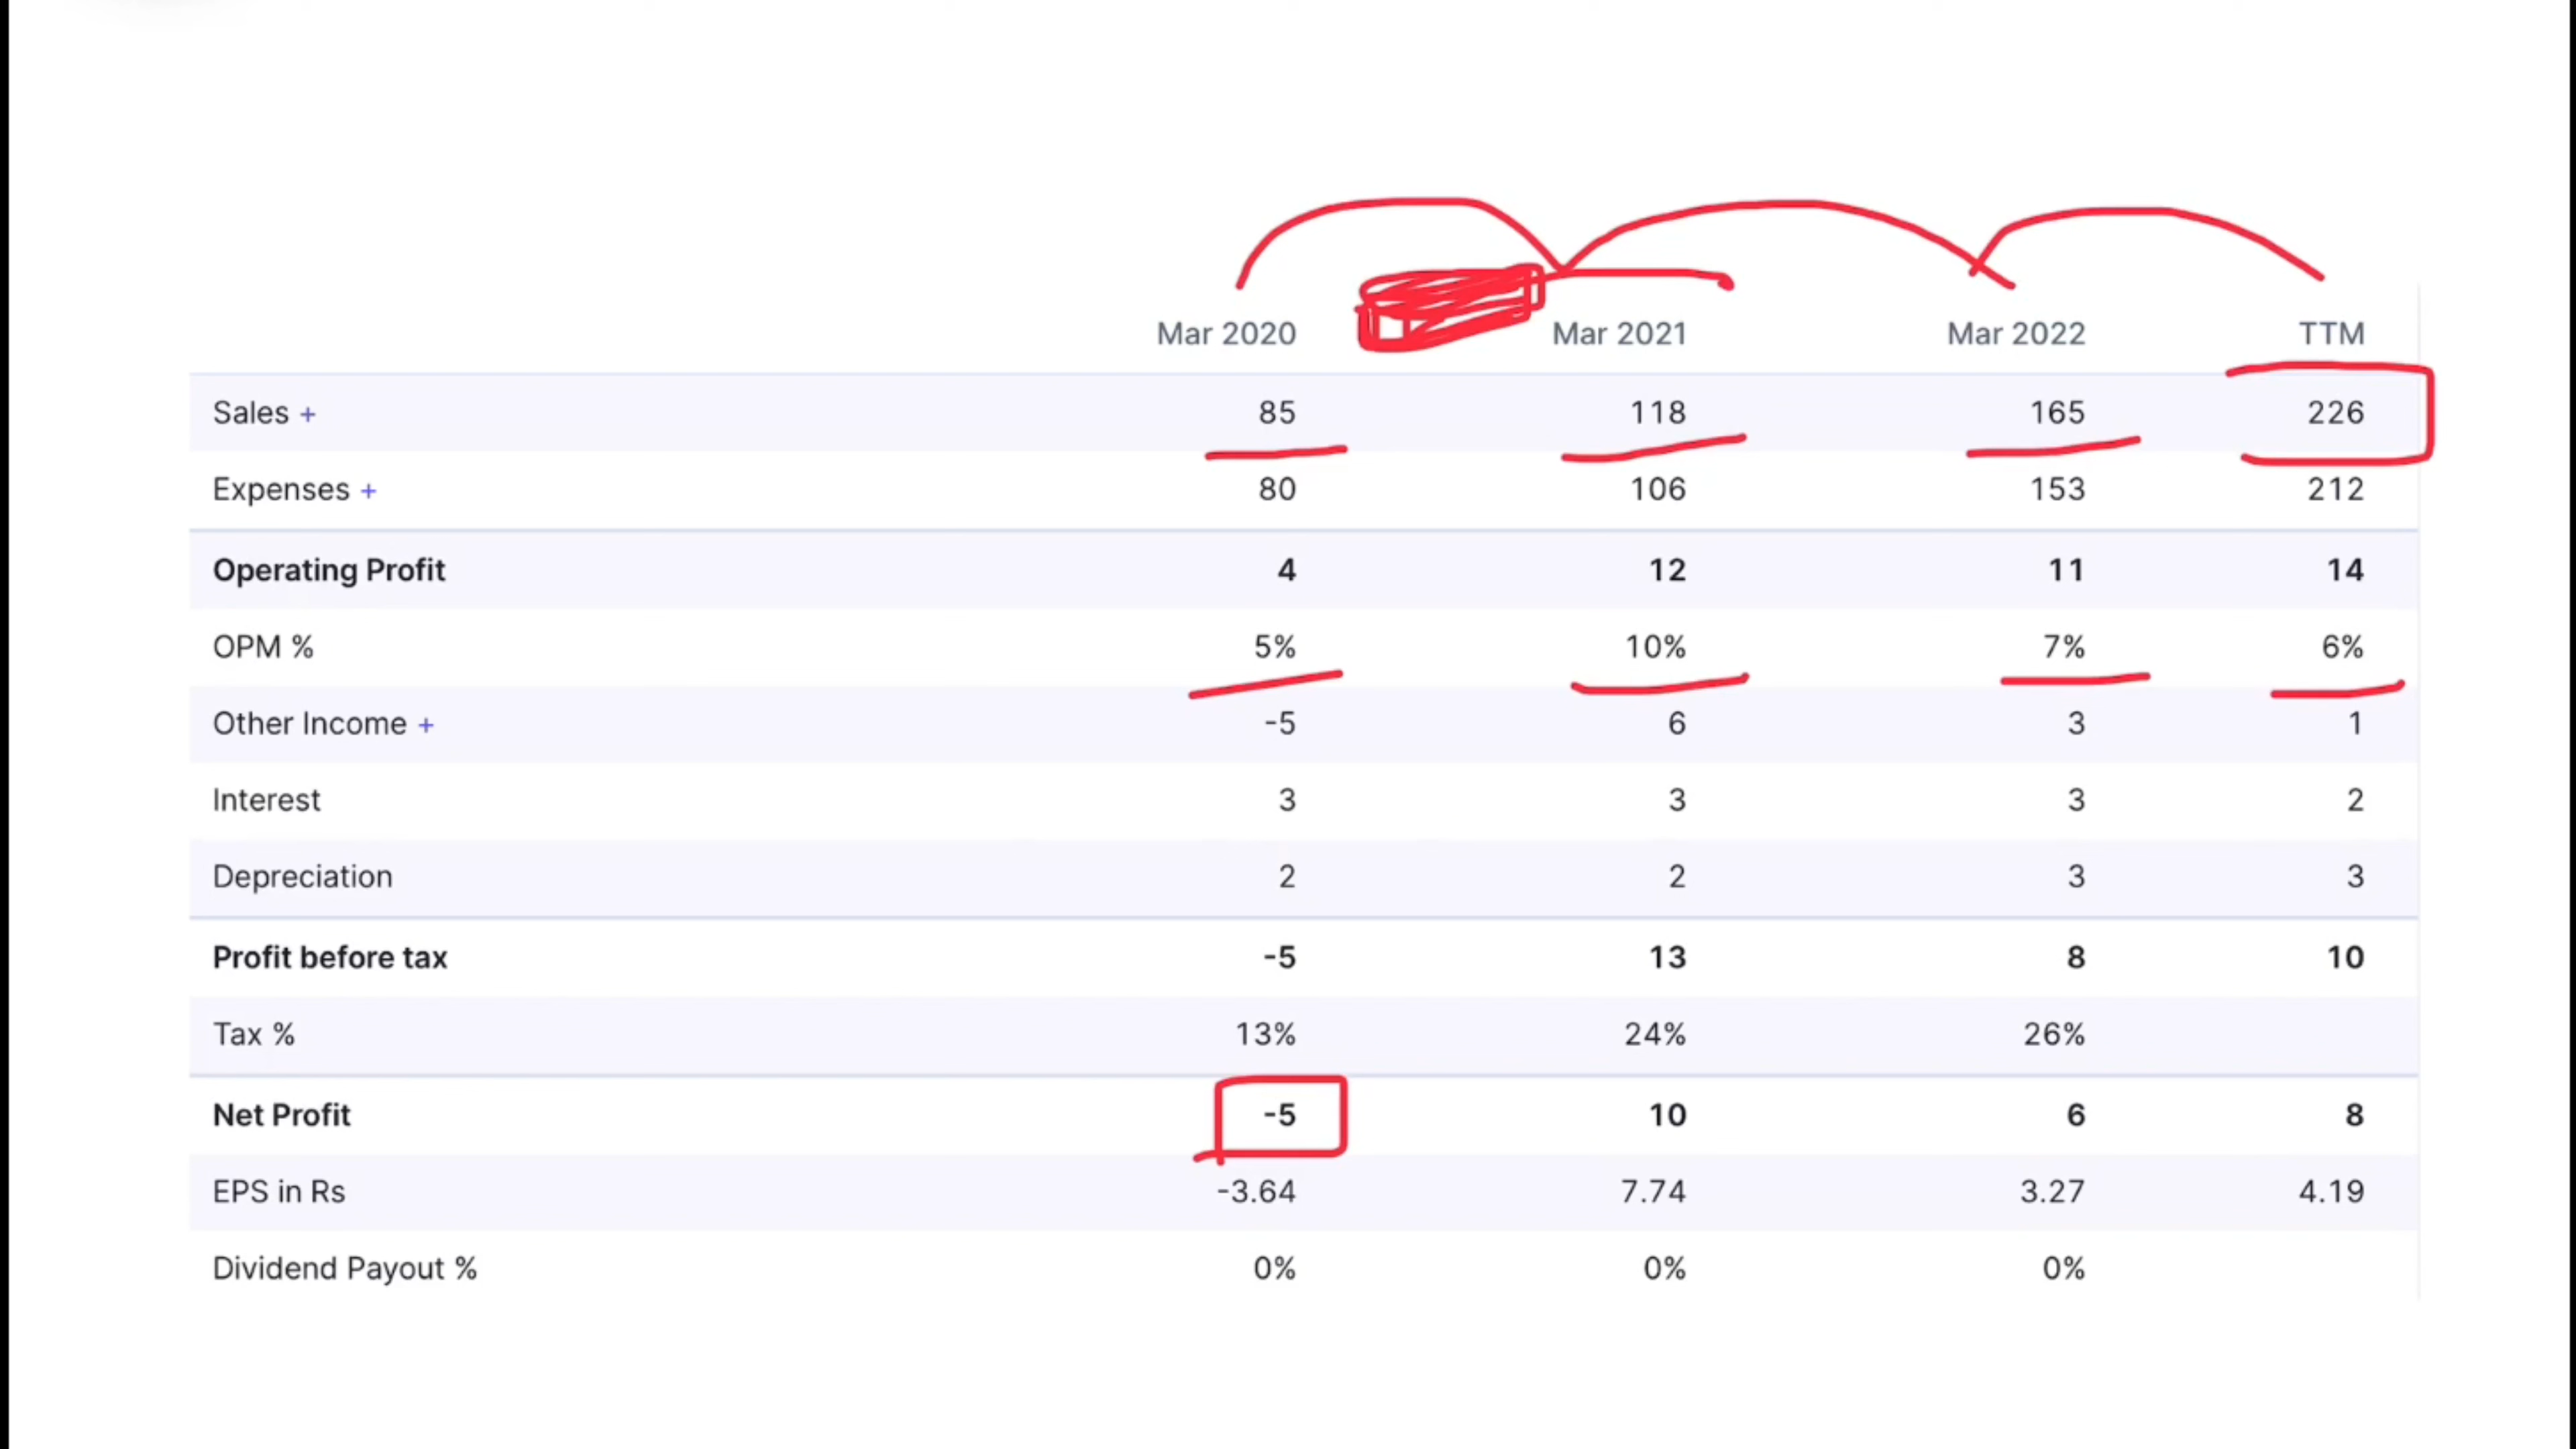 Mar 2020 Mar 2021 Mar 2022 TTM
Sales + 85 118 165 226
Expenses + 80 106 153 212
Operating Profit 4 12 11 14
OPM % 5% 10% 7% 6%
Other Income + -5 6 3 1
Interest 3 3 3 2
Depreciation 2 2 3 3
Profit before tax -5 13 8 10
Tax % 13% 24% 26%
Net Profit -5 10 6 8
EPS in Rs -3.64 7.74 3.27 4.19
Dividend Payout % 0% 0% 0%